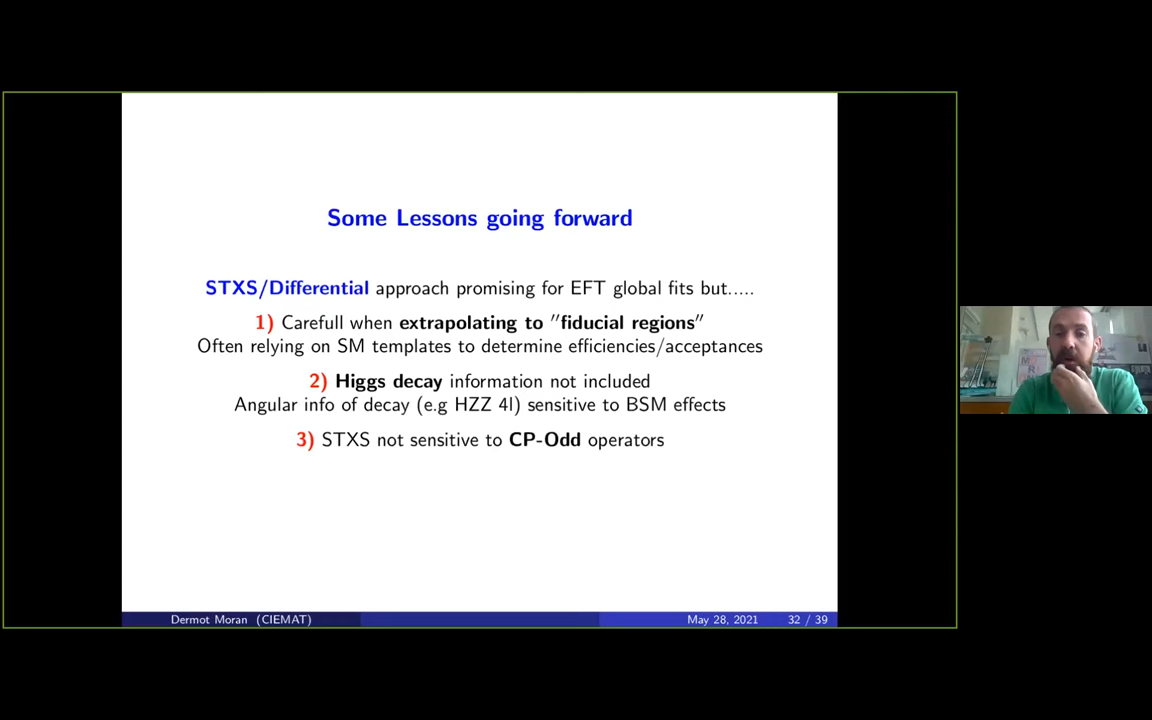 Some Lessons going forward
STXS/Differential approach promising for EFT global fits but.....
1) Carefull when extrapolating to "fiducial regions"
Often relying on SM templates to determine efficiencies/acceptances
2) Higgs decay information not included
Angular info of decay (e.g HZZ 4l) sensitive to BSM effects
3) STXS not sensitive to CP-Odd operators
Dermot Moran (CIEMAT)
May 28, 2021
32 / 39